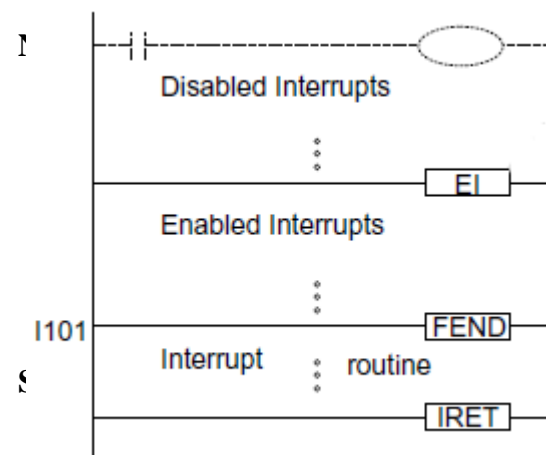 Disabled Interrupts
EI
Enabled Interrupts
FEND
I101
Interrupt routine
IRET